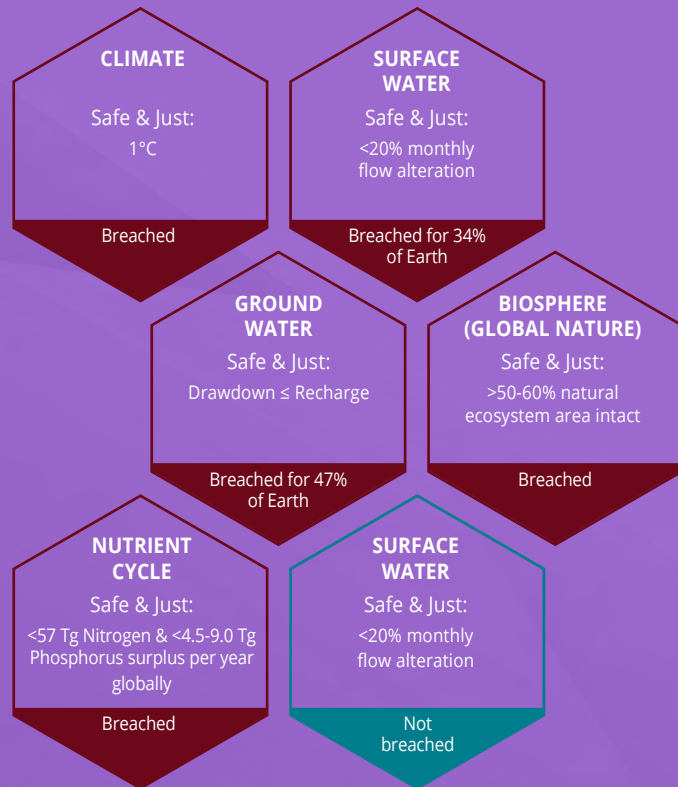 CLIMATE
Safe & Just:
1°C
Breached
SURFACE
WATER
Safe & Just:
<20% monthly
flow alteration
Breached for 34%
of Earth
GROUND
WATER
Safe & Just:
Drawdown ≤ Recharge
Breached for 47%
of Earth
BIOSPHERE
(GLOBAL NATURE)
Safe & Just:
>50-60% natural
ecosystem area intact
Breached
NUTRIENT
CYCLE
Safe & Just:
<57 Tg Nitrogen & <4.5-9.0 Tg
Phosphorus surplus per year
globally
Breached
SURFACE
WATER
Safe & Just:
<20% monthly
flow alteration
Not
breached